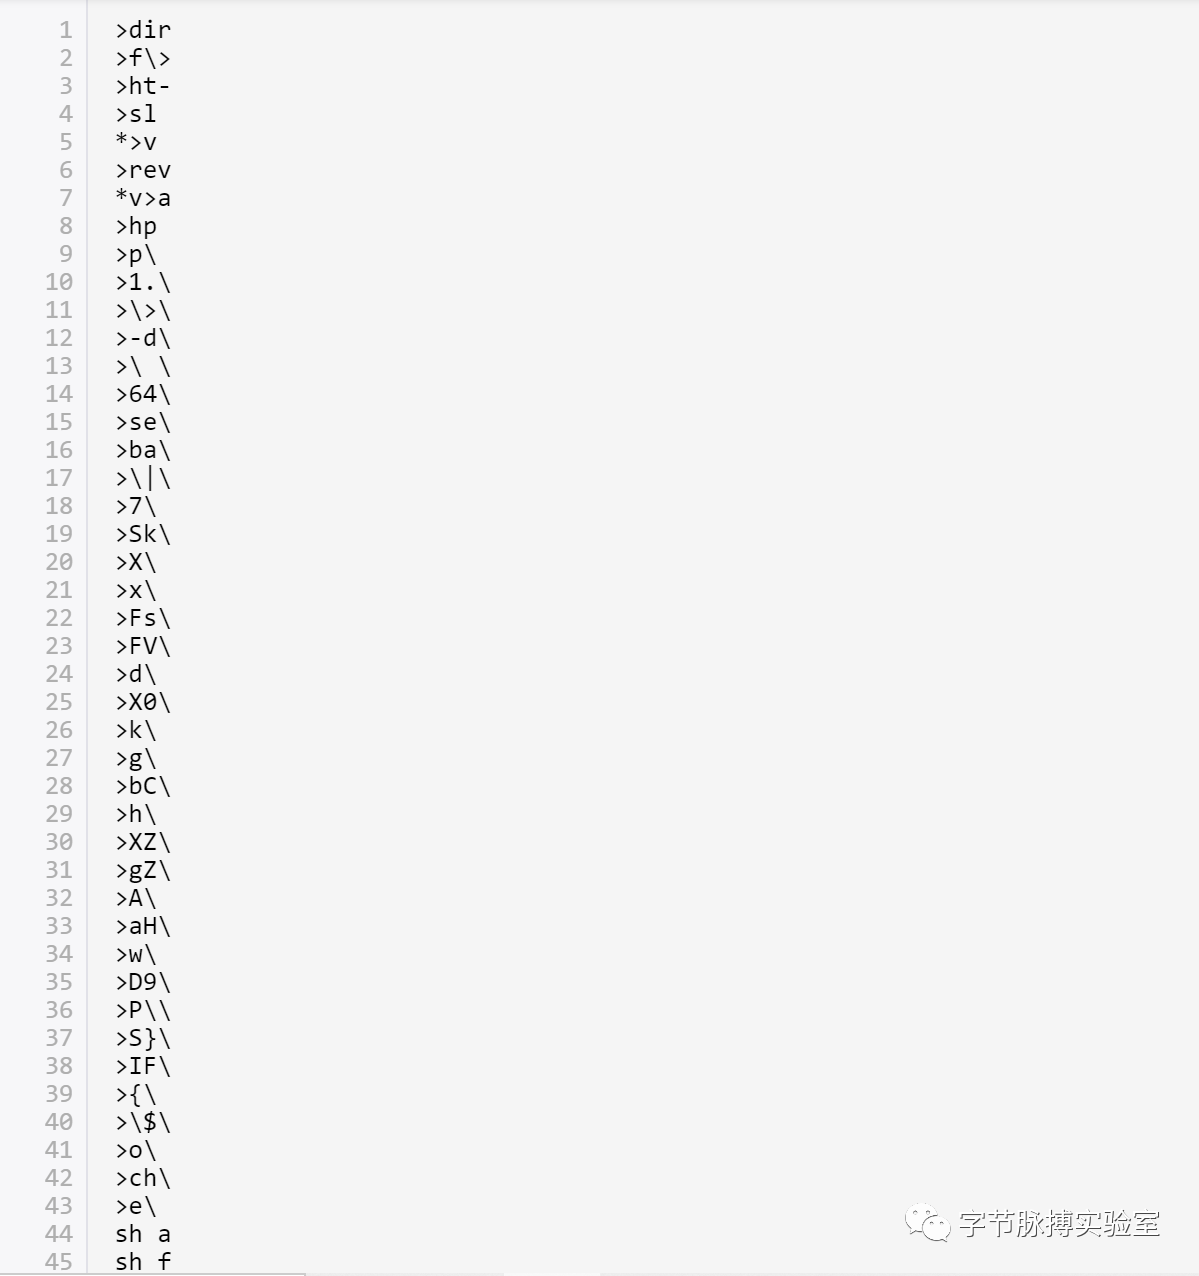 1 >dir
2 >f\>
3 >ht-
4 >sl
5 *>v
6 >rev
7 *v>a
8 >hp
9 >p\
10 >1.\
11 >\>\
12 >-d\
13 >\ \
14 >64\
15 >se\
16 >ba\
17 >\|\
18 >7\
19 >Sk\
20 >X\
21 >x\
22 >Fs\
23 >FV\
24 >d\
25 >X0\
26 >k\
27 >g\
28 >bC\
29 >h\
30 >XZ\
31 >gZ\
32 >A\
33 >aH\
34 >w\
35 >D9\
36 >P\\
37 >S}\
38 >IF\
39 >{\
40 >\$\
41 >o\
42 >ch\
43 >e\
字节脉搏实验室
44 sh a
45 sh f